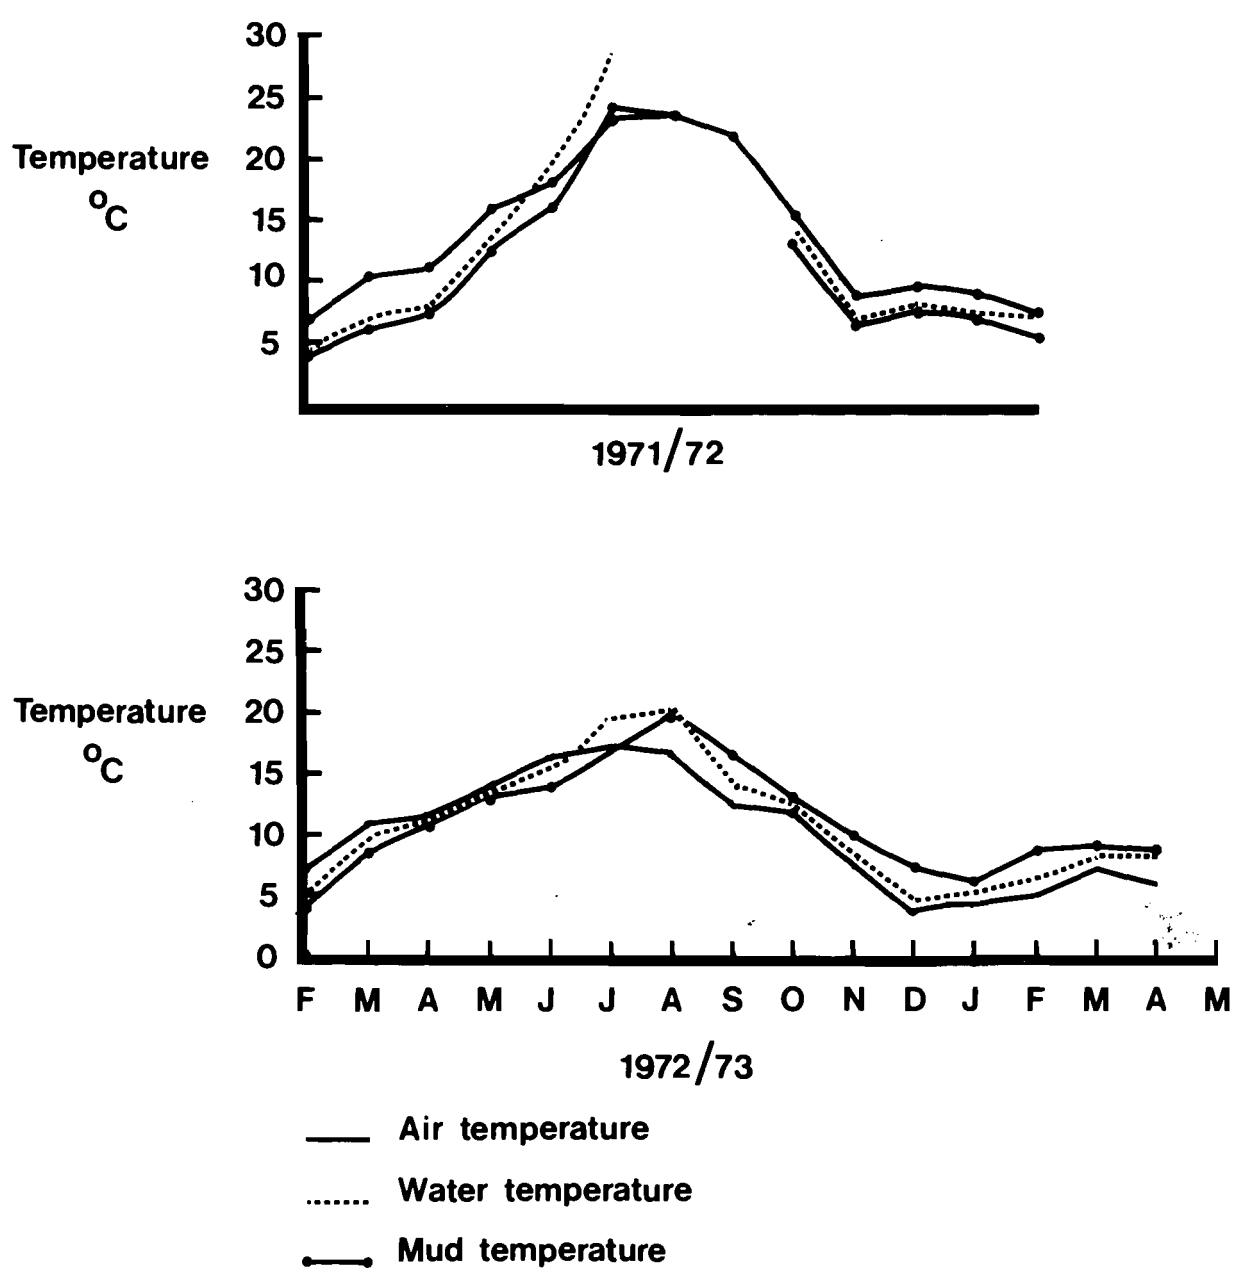 30
25
Temperature 20
°C
15
10
5
1971/72
30
25
Temperature 20
°C
15
10
5
0
F M A M J J A S O N D J F M A M
1972/73
Air temperature
Water temperature
Mud temperature